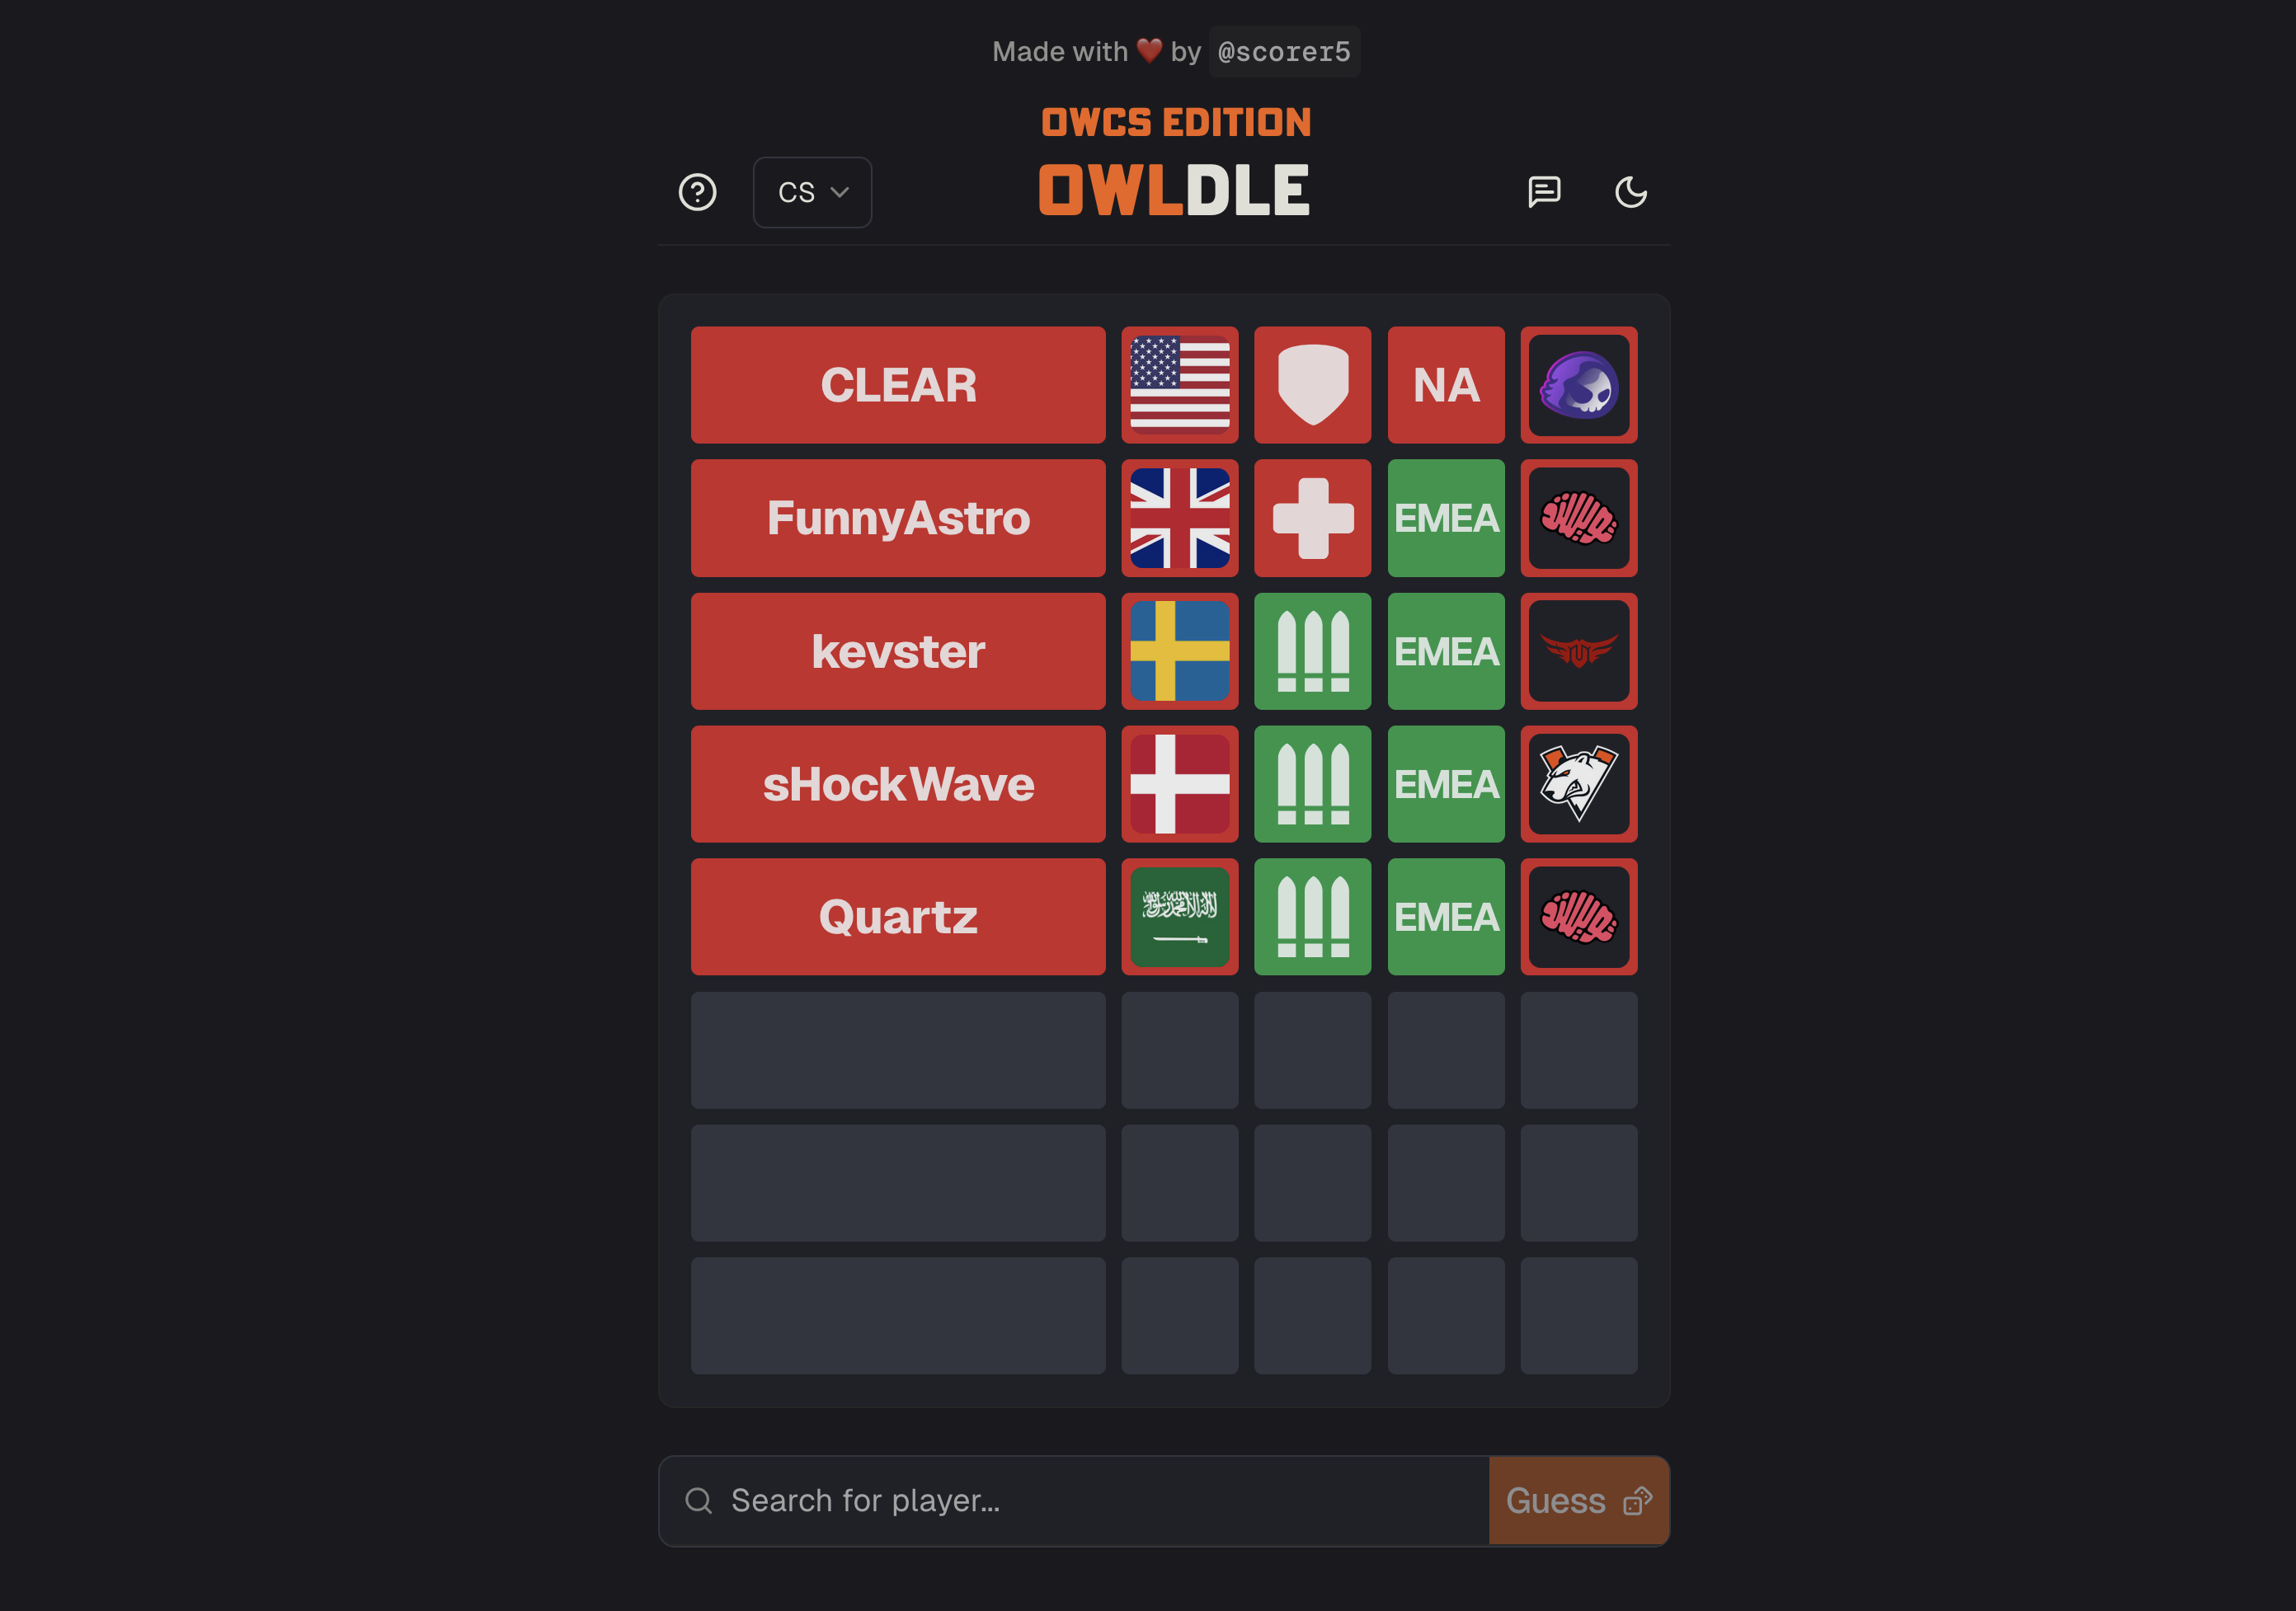 Made with ❤️ by @scorer5
OWCS EDITION
CS
OWLDLE
CLEAR
NA
FunnyAstro
EMEA
kevster
EMEA
sHockWave
EMEA
Quartz
EMEA
Search for player...
Guess